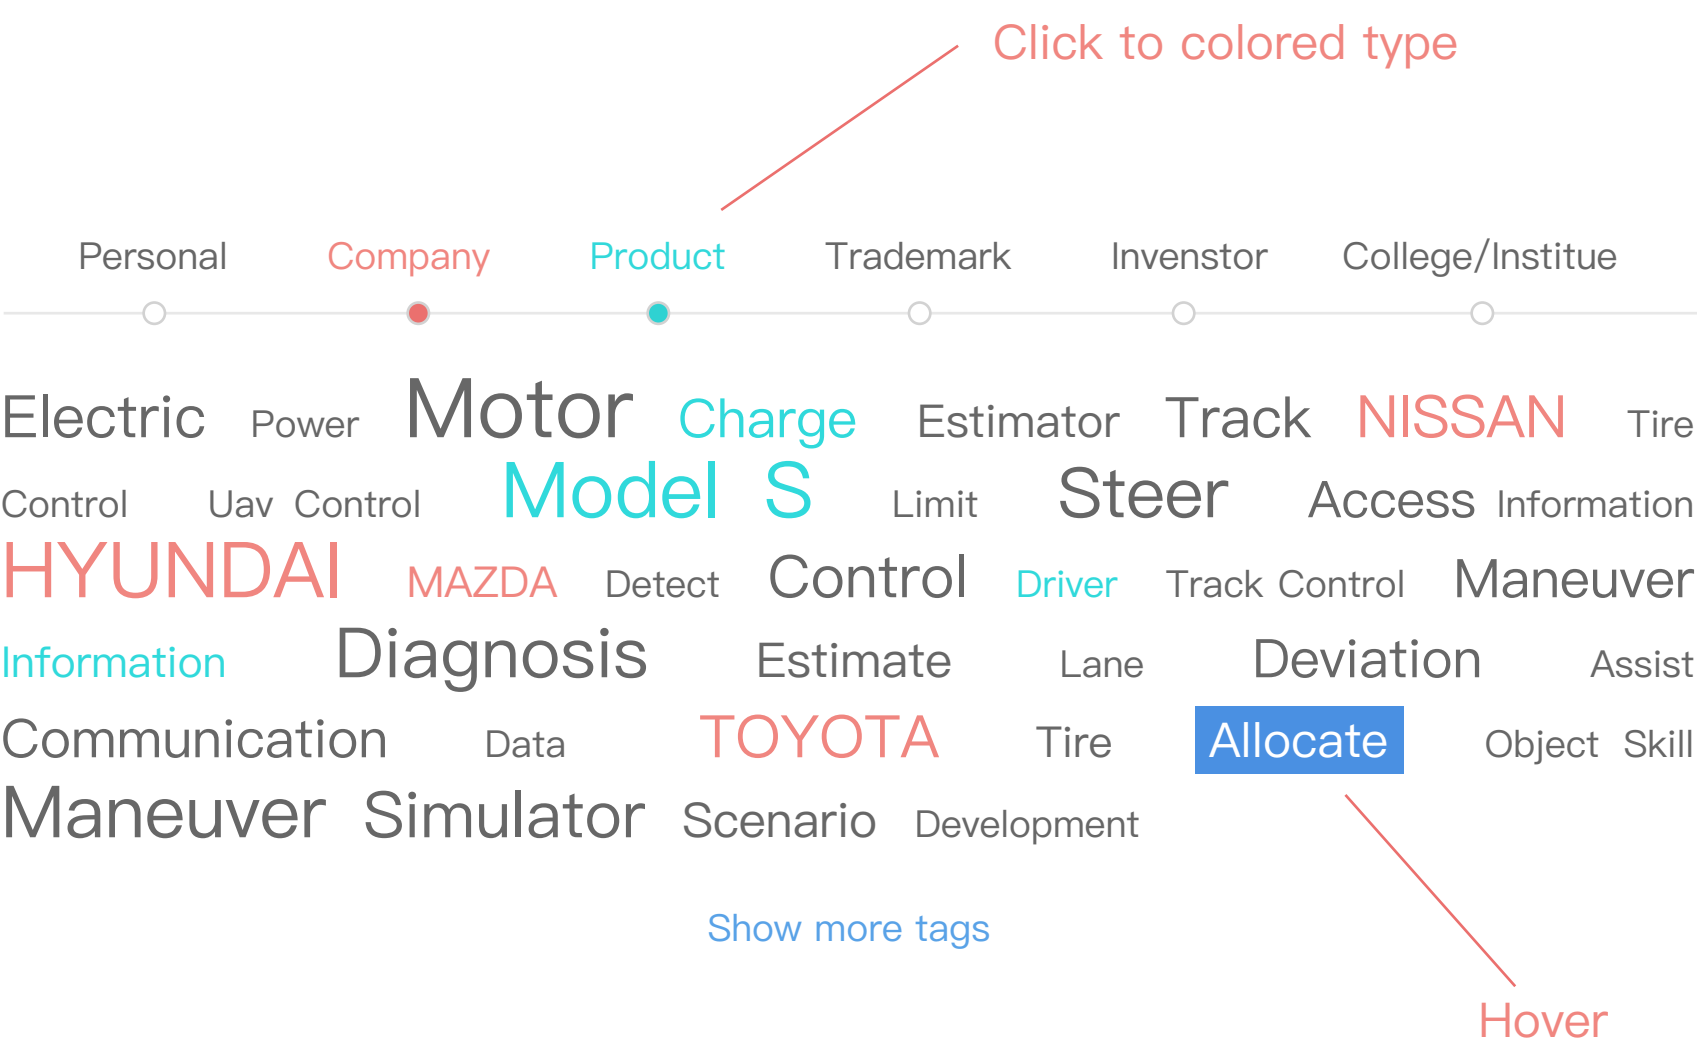 Click to colored type
Personal Company Product Trademark Invenstor College/Institue
Electric Power Motor Charge Estimator Track NISSAN Tire
Control Uav Control Model S Limit Steer Access Information
HYUNDAI MAZDA Detect Control Driver Track Control Maneuver
Information Diagnosis Estimate Lane Deviation Assist
Communication Data TOYOTA Tire Allocate Object Skill
Maneuver Simulator Scenario Development
Show more tags
Hover